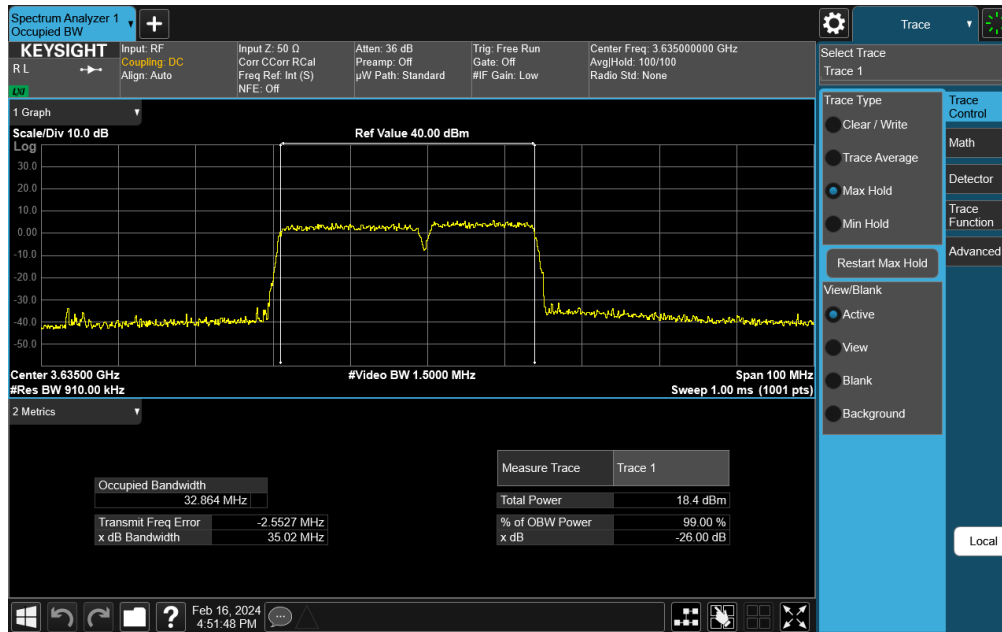 Spectrum Analyzer 1
Occupied BW
Trace
KEYSIGHT
R L
LXI
Input: RF
Coupling: DC
Align: Auto
Input Z: 50 Ω
Corr CCorr RCal
Freq Ref: Int (S)
NFE: Off
Atten: 36 dB
Preamp: Off
µW Path: Standard
Trig: Free Run
Gate: Off
#IF Gain: Low
Center Freq: 3.635000000 GHz
Avg|Hold: 100/100
Radio Std: None
Select Trace
Trace 1
1 Graph
Scale/Div 10.0 dB
Ref Value 40.00 dBm
Log
30.0
20.0
10.0
0.00
-10.0
-20.0
-30.0
-40.0
-50.0
Center 3.63500 GHz
#Video BW 1.5000 MHz
Span 100 MHz
#Res BW 910.00 kHz
Sweep 1.00 ms (1001 pts)
Trace Type
Clear / Write
Trace Average
Max Hold
Min Hold
Restart Max Hold
View/Blank
Active
View
Blank
Background
Trace
Control
Math
Detector
Trace
Function
Advanced
Local
2 Metrics
Occupied Bandwidth
32.864 MHz
Transmit Freq Error -2.5527 MHz
x dB Bandwidth 35.02 MHz
Measure Trace Trace 1
Total Power 18.4 dBm
% of OBW Power 99.00 %
x dB -26.00 dB
Feb 16, 2024
4:51:48 PM